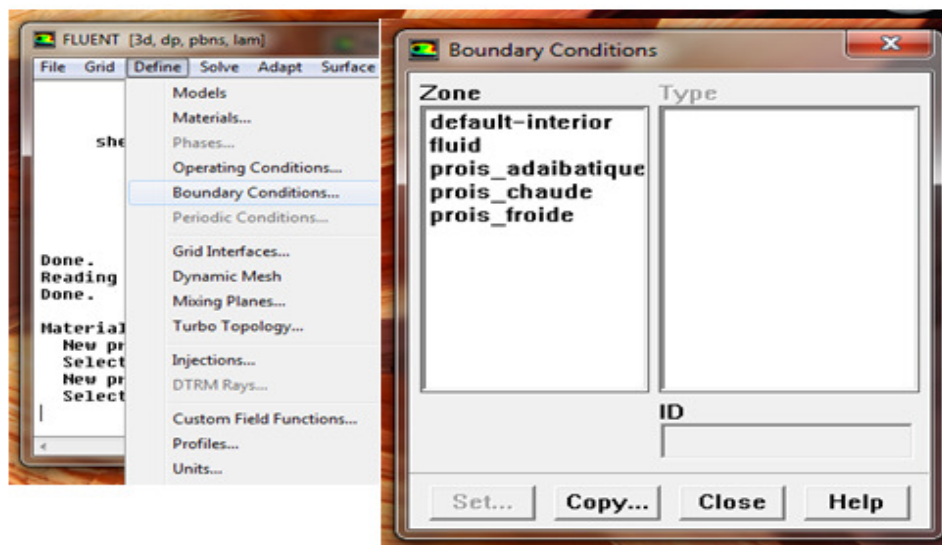 FLUENT [3d, dp, pbns, lam]
File Grid Define Solve Adapt Surface
Models
Materials...
she
Phases...
Operating Conditions...
Boundary Conditions...
Periodic Conditions...
Grid Interfaces...
Done.
Reading
Dynamic Mesh
Done.
Mixing Planes...
Material
Turbo Topology...
New pr
Select
Injections...
New pr
DTRM Rays...
Select
Custom Field Functions...
Profiles...
Units...
Boundary Conditions
Zone
default-interior
fluid
prois_adaibatique
prois_chaude
prois_froide
Type
ID
Set... Copy... Close Help